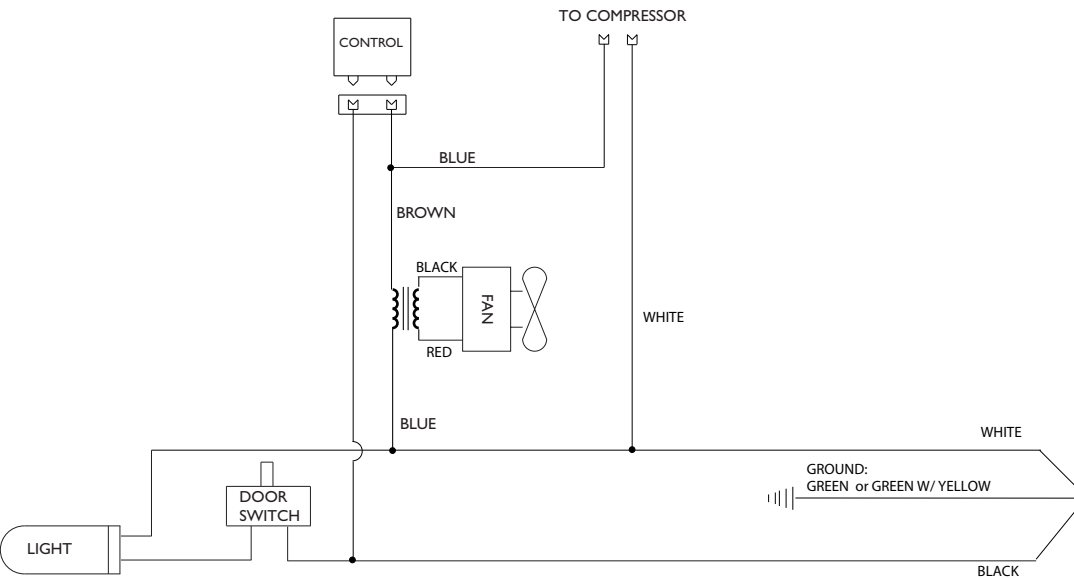 TO COMPRESSOR
CONTROL
BLUE
BROWN
BLACK
FAN
WHITE
RED
BLUE
WHITE
GROUND:
GREEN or GREEN W/ YELLOW
DOOR
SWITCH
LIGHT
BLACK